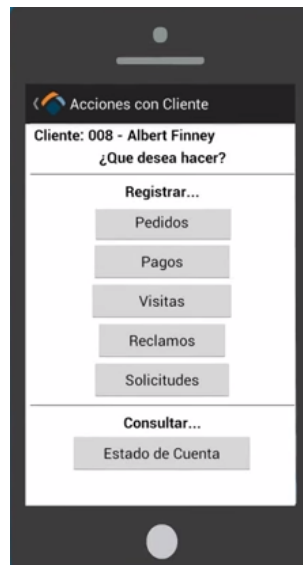 Acciones con Cliente
Cliente: 008 - Albert Finney
¿Que desea hacer?
Registrar...
Pedidos
Pagos
Visitas
Reclamos
Solicitudes
Consultar...
Estado de Cuenta